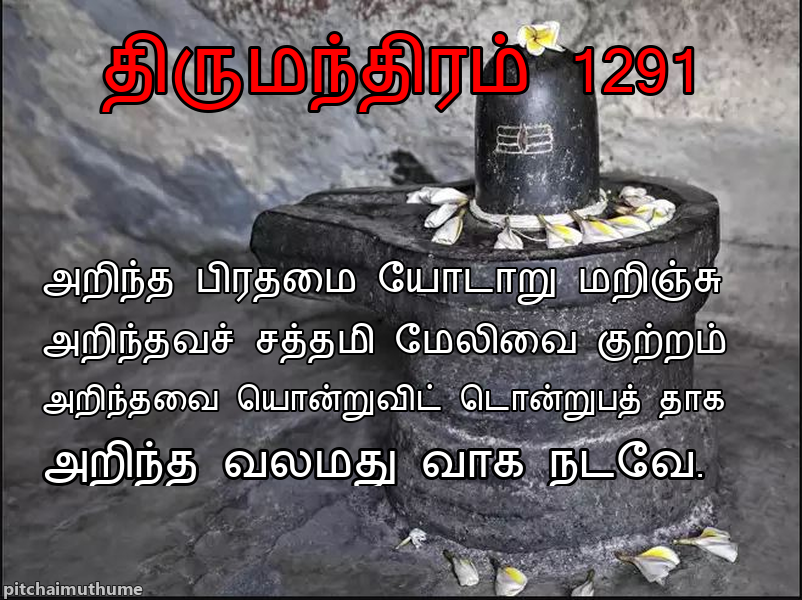 திருமந்திரம் 1291
அறிந்த பிரதமை யோடாறு மறிஞ்சு
அறிந்தவச் சத்தமி மேலிவை குற்றம்
அறிந்தவை யொன்றுவிட் டொன்றுபத் தாக
அறிந்த வலமது வாக நடவே.
pitchaimuthume